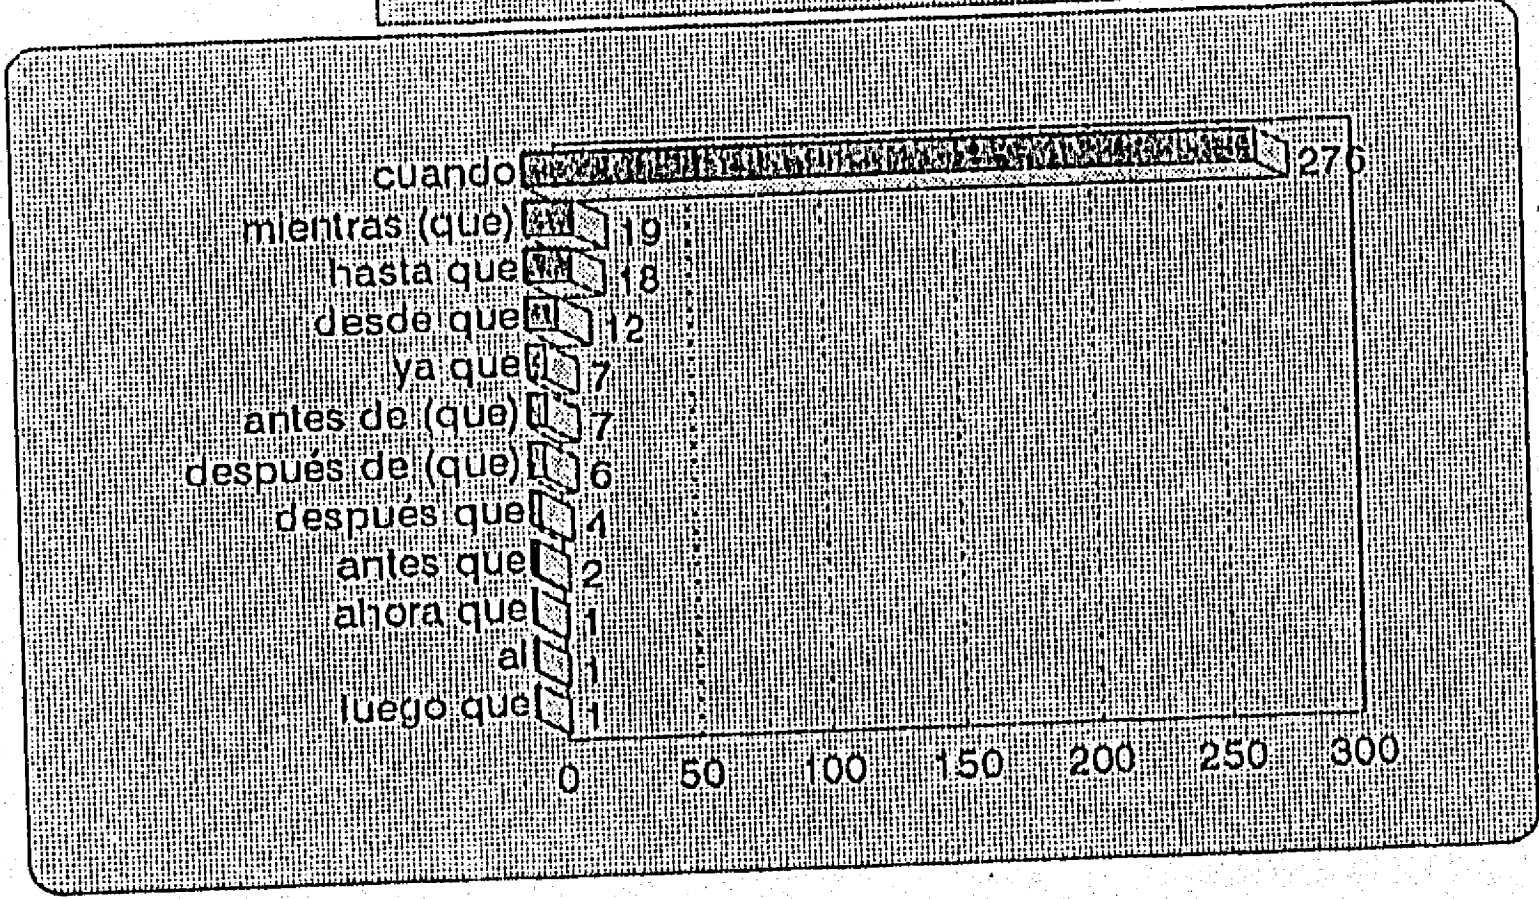 cuando 276
mientras (que) 19
hasta que 18
desde que 12
ya que 7
antes de (que) 7
después de (que) 6
después que 4
antes que 2
ahora que 1
al 1
luego que 1
0 50 100 150 200 250 300